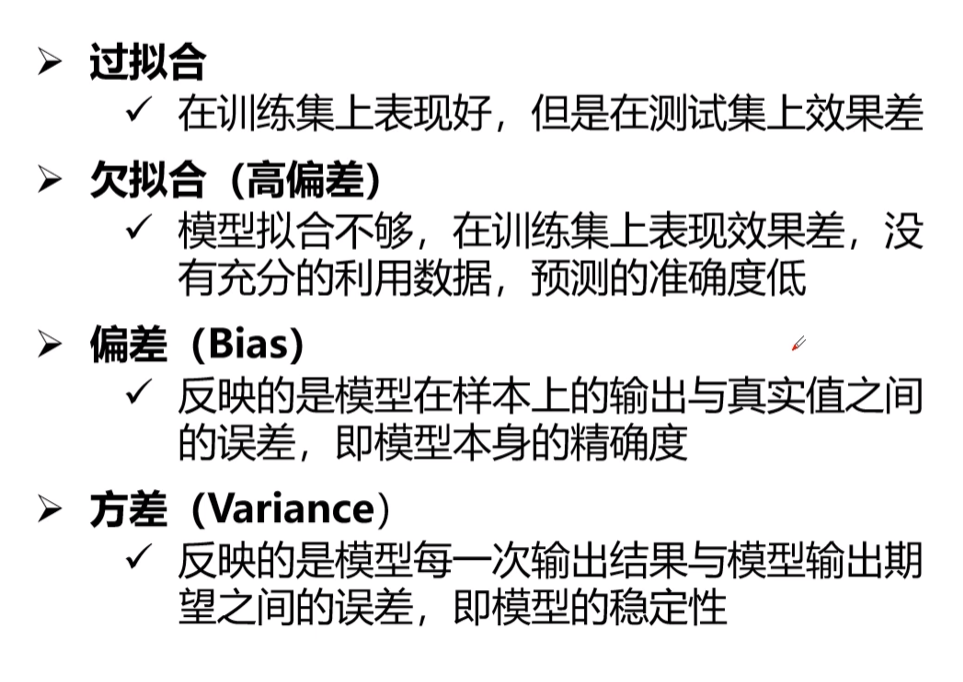 过拟合
在训练集上表现好，但是在测试集上效果差
欠拟合（高偏差）
模型拟合不够，在训练集上表现效果差，没
有充分的利用数据，预测的准确度低
偏差（Bias）
反映的是模型在样本上的输出与真实值之间
的误差，即模型本身的精确度
方差（Variance）
反映的是模型每一次输出结果与模型输出期
望之间的误差，即模型的稳定性